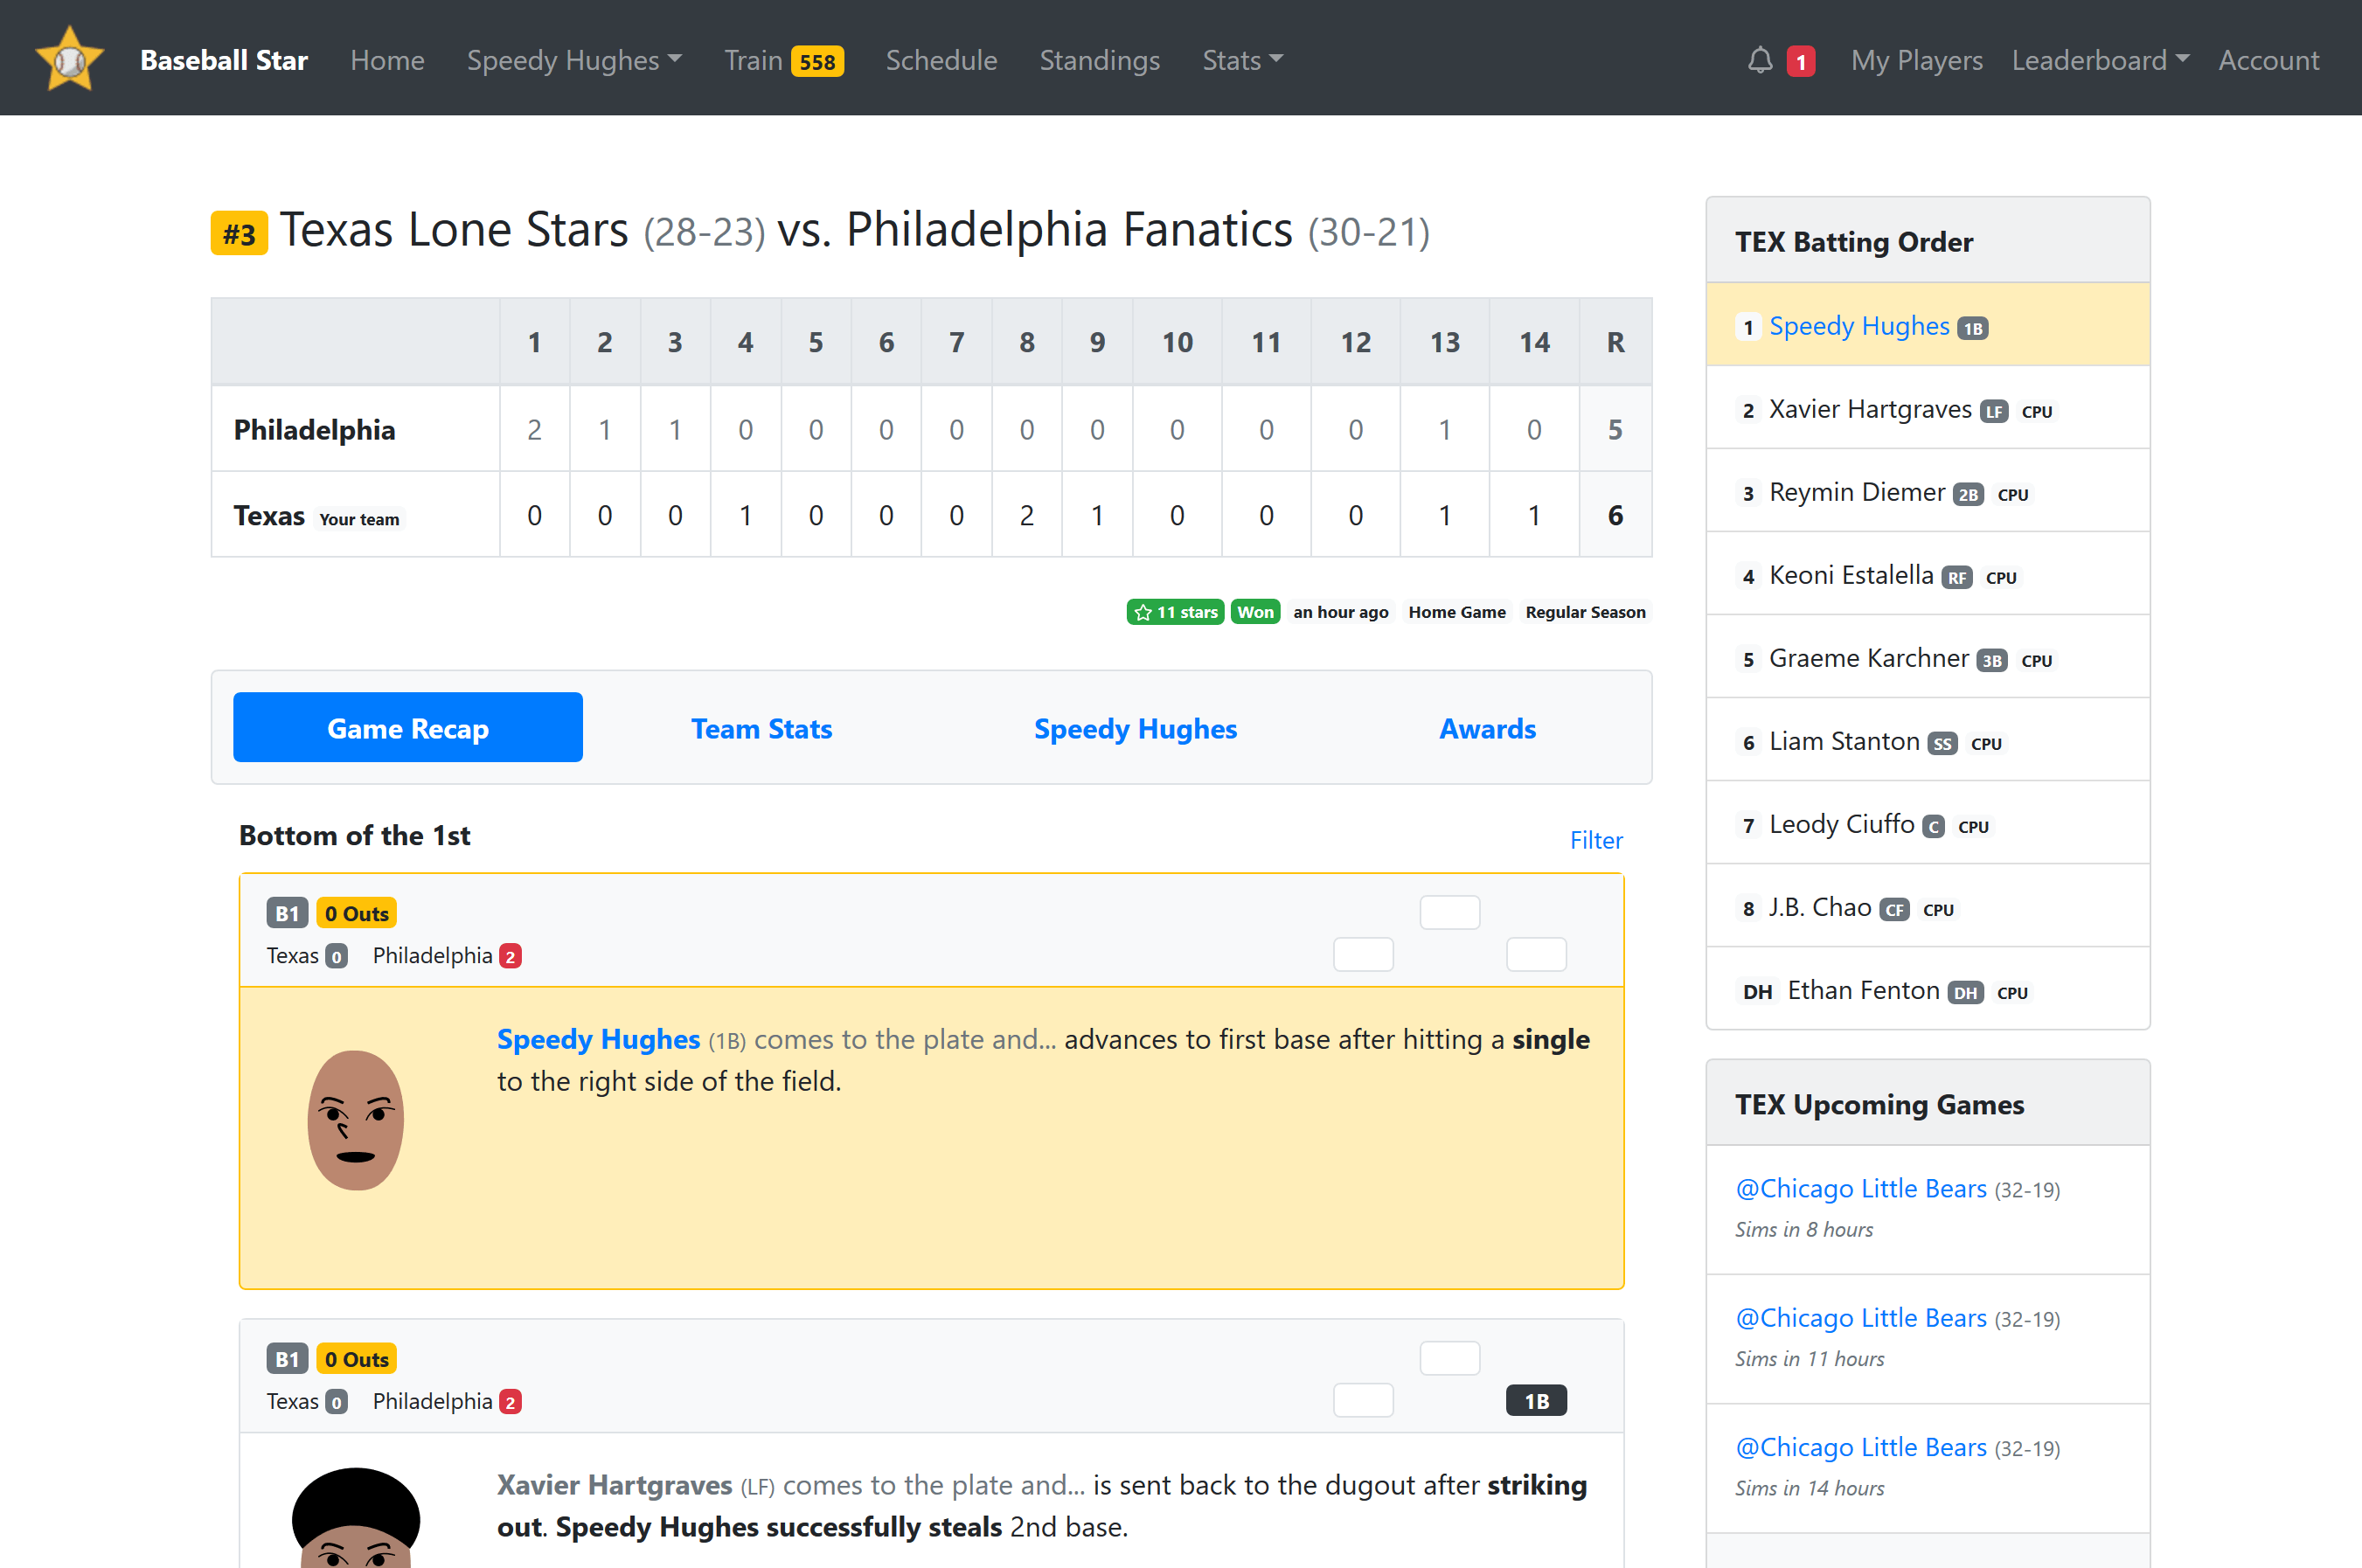 Baseball Star Home Speedy Hughes Train 558 Schedule Standings Stats 1 My Players Leaderboard Account
#3 Texas Lone Stars (28-23) vs. Philadelphia Fanatics (30-21)
1 2 3 4 5 6 7 8 9 10 11 12 13 14 R
Philadelphia 2 1 1 0 0 0 0 0 0 0 0 0 1 0 5
Texas Your team 0 0 0 1 0 0 0 2 1 0 0 0 1 1 6
11 stars Won an hour ago Home Game Regular Season
Game Recap Team Stats Speedy Hughes Awards
Bottom of the 1st Filter
B1 0 Outs
Texas 0 Philadelphia 2
Speedy Hughes (1B) comes to the plate and... advances to first base after hitting a single
to the right side of the field.
B1 0 Outs
Texas 0 Philadelphia 2 1B
Xavier Hartgraves (LF) comes to the plate and... is sent back to the dugout after striking
out. Speedy Hughes successfully steals 2nd base.
TEX Batting Order
1 Speedy Hughes 1B
2 Xavier Hartgraves LF CPU
3 Reymin Diemer 2B CPU
4 Keoni Estalella RF CPU
5 Graeme Karchner 3B CPU
6 Liam Stanton SS CPU
7 Leody Ciuffo C CPU
8 J.B. Chao CF CPU
DH Ethan Fenton DH CPU
TEX Upcoming Games
@Chicago Little Bears (32-19)
Sims in 8 hours
@Chicago Little Bears (32-19)
Sims in 11 hours
@Chicago Little Bears (32-19)
Sims in 14 hours